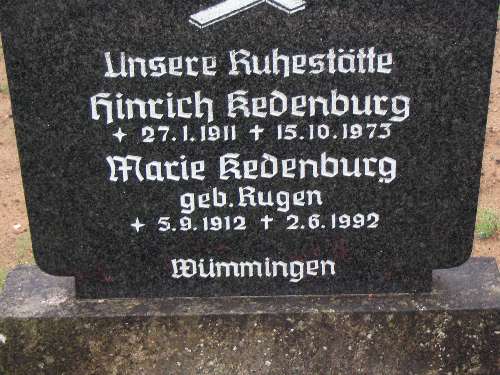 Unsere Ruhestätte
Hinrich Kedenburg
✦ 27.1.1911 ✝ 15.10.1973
Marie Kedenburg
geb. Rugen
✦ 5.9.1912 ✝ 2.6.1992
Wümmingen